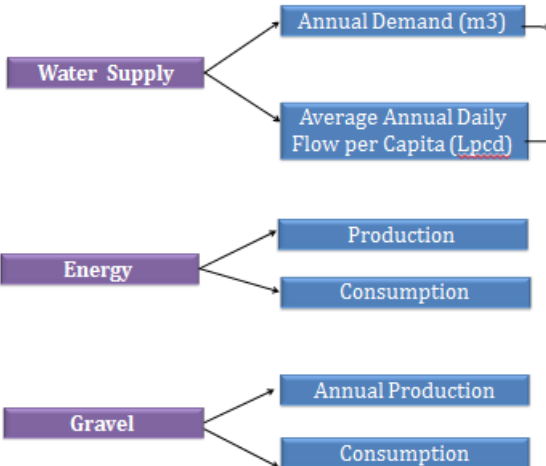 Annual Demand (m3)
Water Supply
Average Annual Daily
Flow per Capita (Lpcd)
Production
Energy
Consumption
Annual Production
Gravel
Consumption